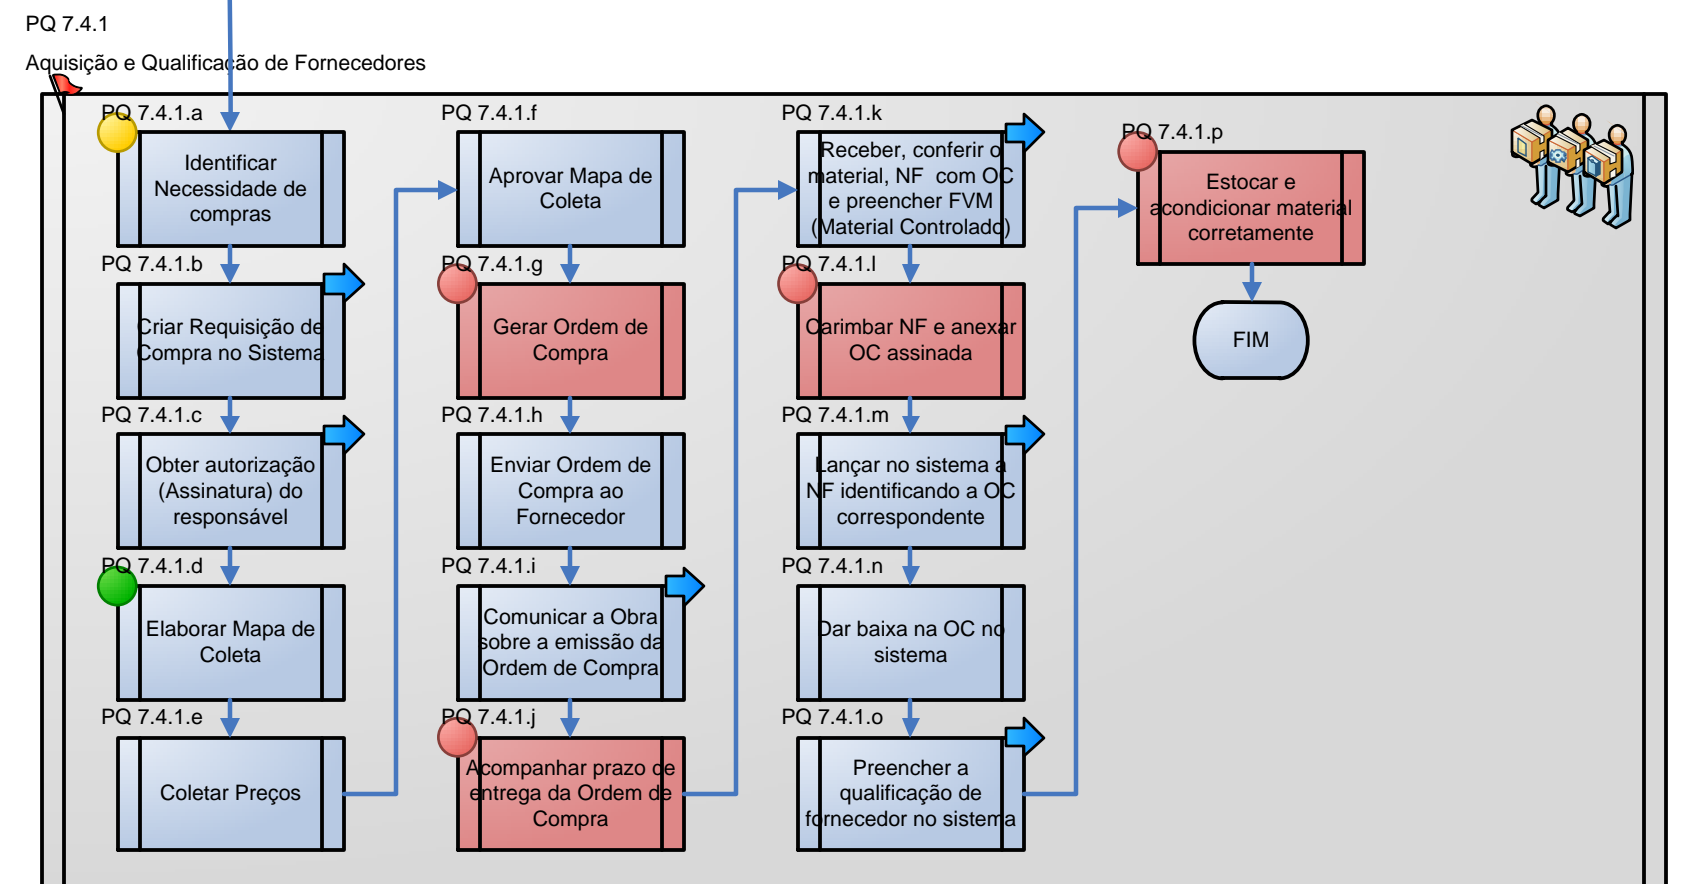 PQ 7.4.1
Aquisição e Qualificação de Fornecedores
PQ 7.4.1.a
Identificar
Necessidade de
compras
PQ 7.4.1.b
Criar Requisição de
Compra no Sistema
PQ 7.4.1.c
Obter autorização
(Assinatura) do
responsável
PQ 7.4.1.d
Elaborar Mapa de
Coleta
PQ 7.4.1.e
Coletar Preços
PQ 7.4.1.f
Aprovar Mapa de
Coleta
PQ 7.4.1.g
Gerar Ordem de
Compra
PQ 7.4.1.h
Enviar Ordem de
Compra ao
Fornecedor
PQ 7.4.1.i
Comunicar a Obra
sobre a emissão da
Ordem de Compra
PQ 7.4.1.j
Acompanhar prazo de
entrega da Ordem de
Compra
PQ 7.4.1.k
Receber, conferir o
material, NF com OC
e preencher FVM
(Material Controlado)
PQ 7.4.1.l
Carimbar NF e anexar
OC assinada
PQ 7.4.1.m
Lançar no sistema a
NF identificando a OC
correspondente
PQ 7.4.1.n
Dar baixa na OC no
sistema
PQ 7.4.1.o
Preencher a
qualificação de
fornecedor no sistema
PQ 7.4.1.p
Estocar e
acondicionar material
corretamente
FIM